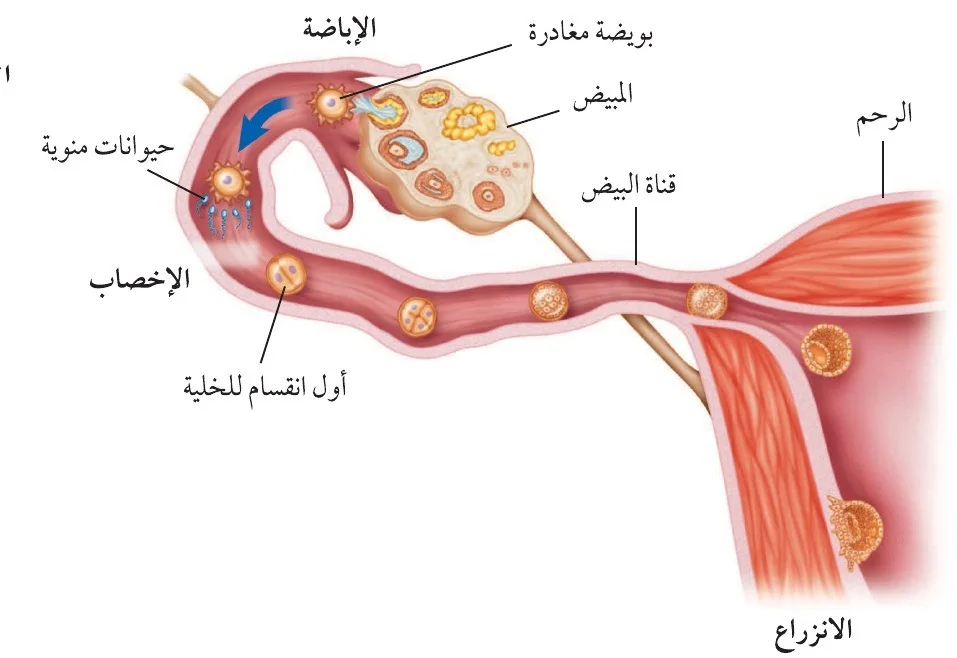 الإباضة
بويضة مغادرة
المبيض
الرحم
حيوانات منوية
قناة البيض
الإخصاب
أول انقسام للخلية
الانزراع